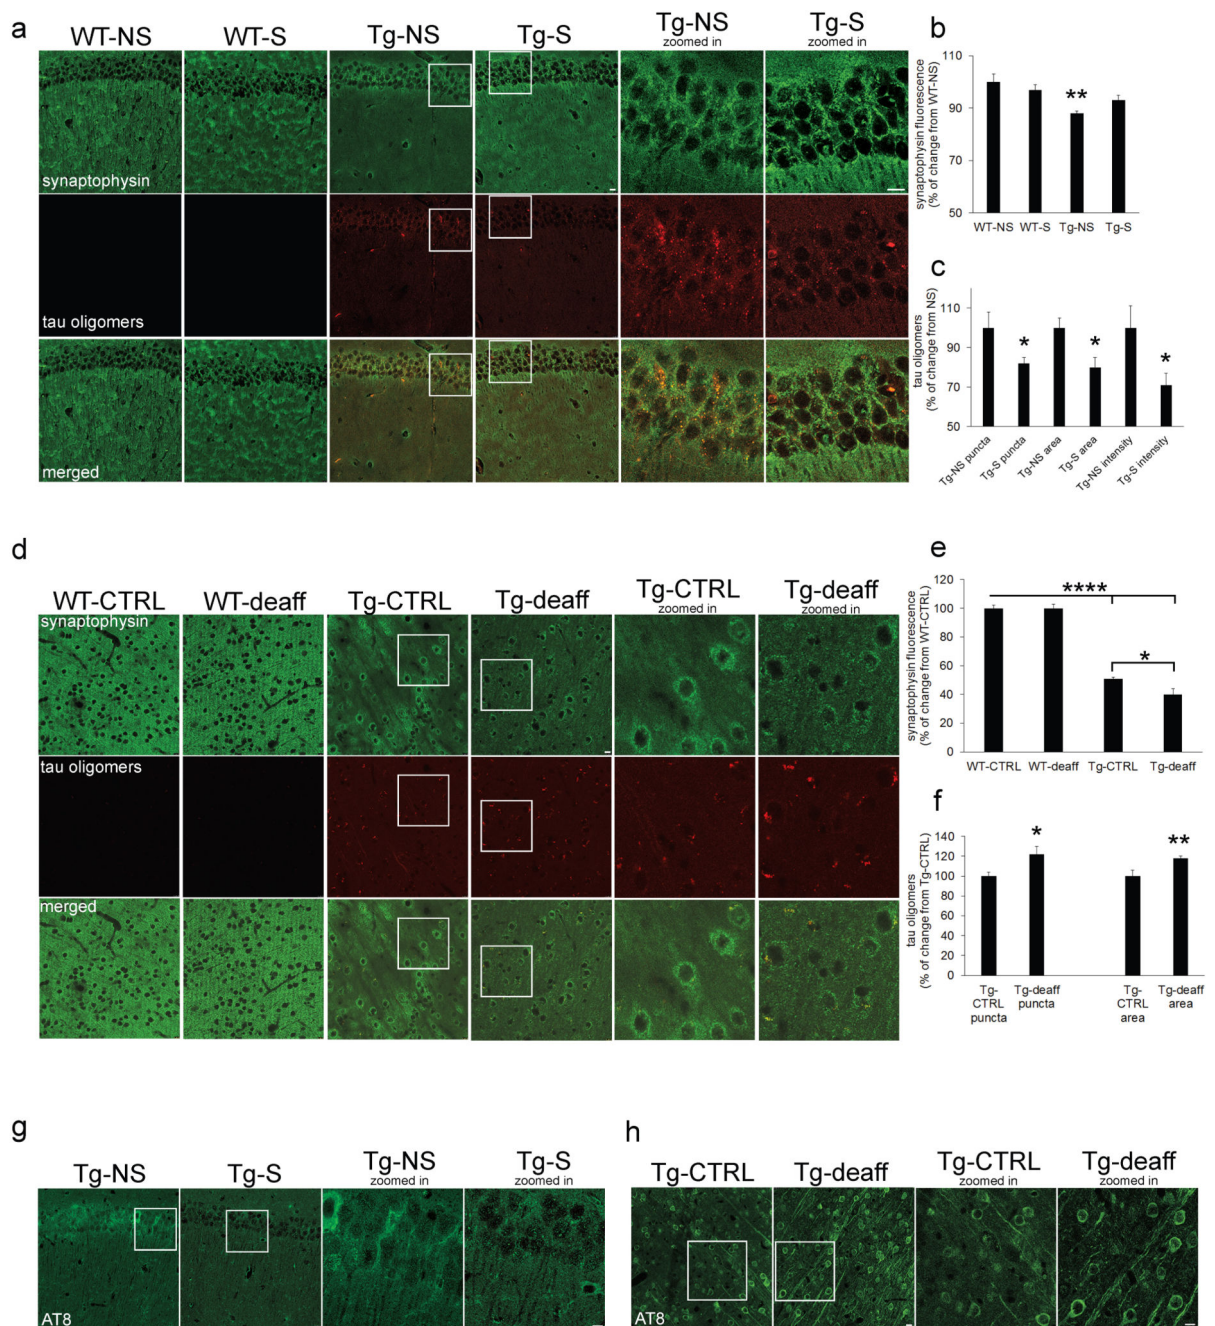 a
WT-NS
WT-S
Tg-NS
Tg-S
Tg-NS
zoomed in
Tg-S
zoomed in
synaptophysin
tau oligomers
merged
b
synaptophysin fluorescence
(% of change from WT-NS)
110
90
70
50
**
WT-NS
WT-S
Tg-NS
Tg-S
c
tau oligomers
(% of change from NS)
110
90
70
50
*
*
*
Tg-NS puncta
Tg-S puncta
Tg-NS area
Tg-S area
Tg-NS intensity
Tg-S intensity
d
WT-CTRL
WT-deaff
Tg-CTRL
Tg-deaff
Tg-CTRL
zoomed in
Tg-deaff
zoomed in
synaptophysin
tau oligomers
merged
e
synaptophysin fluorescence
(% of change from WT-CTRL)
120
100
80
60
40
20
0
****
*
WT-CTRL
WT-deaff
Tg-CTRL
Tg-deaff
f
tau oligomers
(% of change from Tg-CTRL)
140
120
100
80
60
40
20
0
*
**
Tg-
CTRL
puncta
Tg-deaff
puncta
Tg-
CTRL
area
Tg-deaff
area
g
Tg-NS
Tg-S
Tg-NS
zoomed in
Tg-S
zoomed in
AT8
h
Tg-CTRL
Tg-deaff
Tg-CTRL
zoomed in
Tg-deaff
zoomed in
AT8